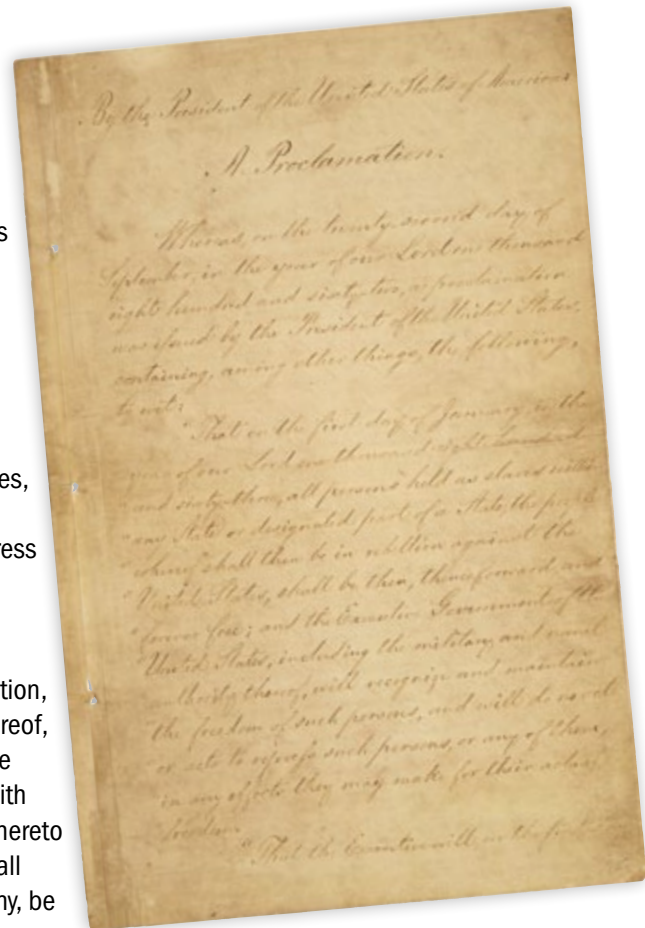 s
es,
ress
tion,
reof,
e
ith
hereto
all
ny, be
By the President of the United States of America:
A Proclamation.
Whereas, on the twenty-second day of
September, in the year of our Lord one thousand
eight hundred and sixty-two, a proclamation
was issued by the President of the United States,
containing, among other things, the following,
to wit:
"That on the first day of January, in the
"year of our Lord one thousand eight hundred
"and sixty-three, all persons held as slaves within
"any State or designated part of a State, the people
"whereof shall then be in rebellion against the
"United States, shall be then, thenceforward, and
"forever free; and the Executive Government of the
"United States, including the military and naval
"authority thereof, will recognize and maintain
"the freedom of such persons, and will do no act
"or acts to repress such persons, or any of them,
"in any efforts they may make for their actual
"freedom.
"That the Executive will, on the first